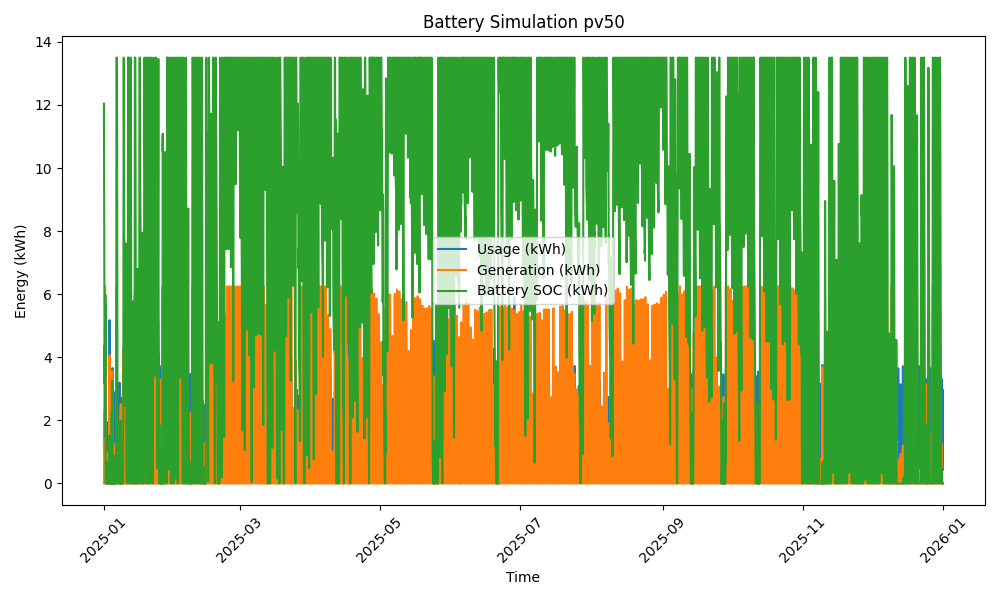 Battery Simulation pv50
14
12
10
8
6
4
2
0
Energy (kWh)
Usage (kWh)
Generation (kWh)
Battery SOC (kWh)
2025-01
2025-03
2025-05
2025-07
2025-09
2025-11
2026-01
Time